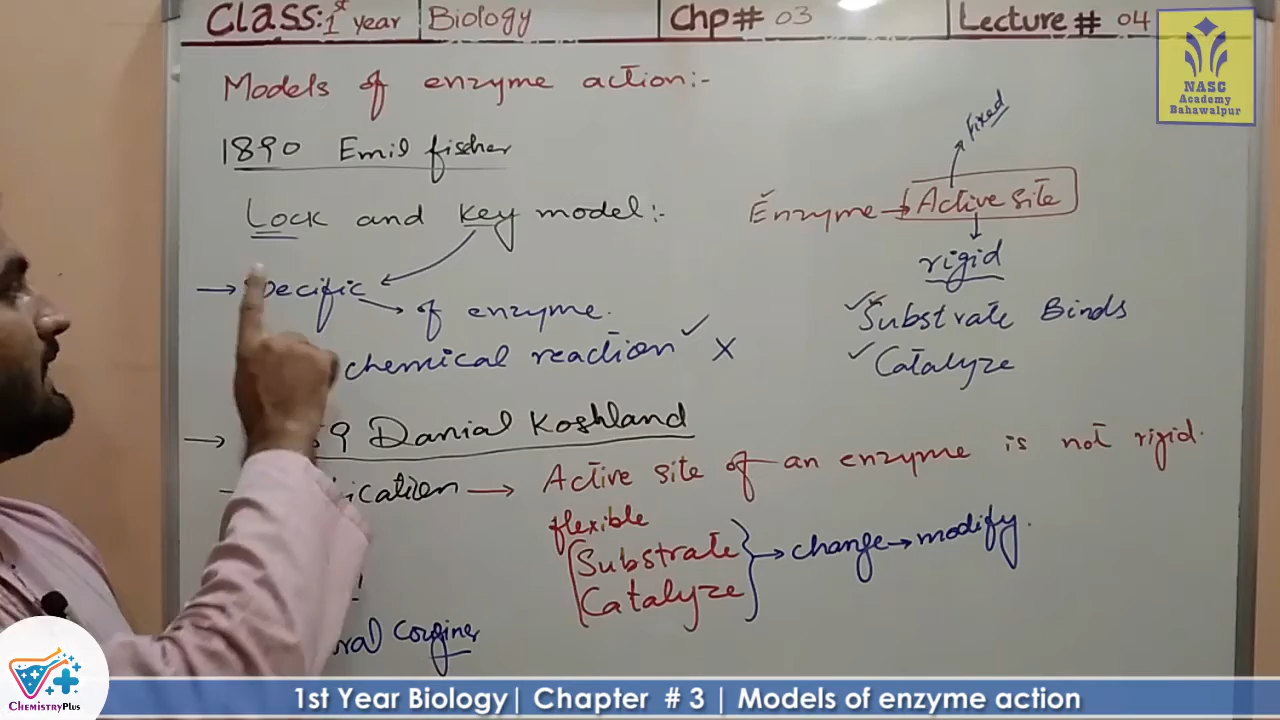 Class: 1st year | Biology | Chp # 03 | Lecture # 04
NASC
Academy
Bahawalpur
Models of enzyme action:-
1890 Emil fischer
Lock and key model:-
Fixed
Enzyme → Active site
rigid
Substrate Binds
Catalyze
→ specific
→ of enzyme.
chemical reaction ✓ ✗
→ 59 Danial Koshland
ication → Active site of an enzyme is not rigid.
flexible
Substrate
Catalyze
→ change → modify.
ChemistryPlus
1st Year Biology| Chapter # 3 | Models of enzyme action